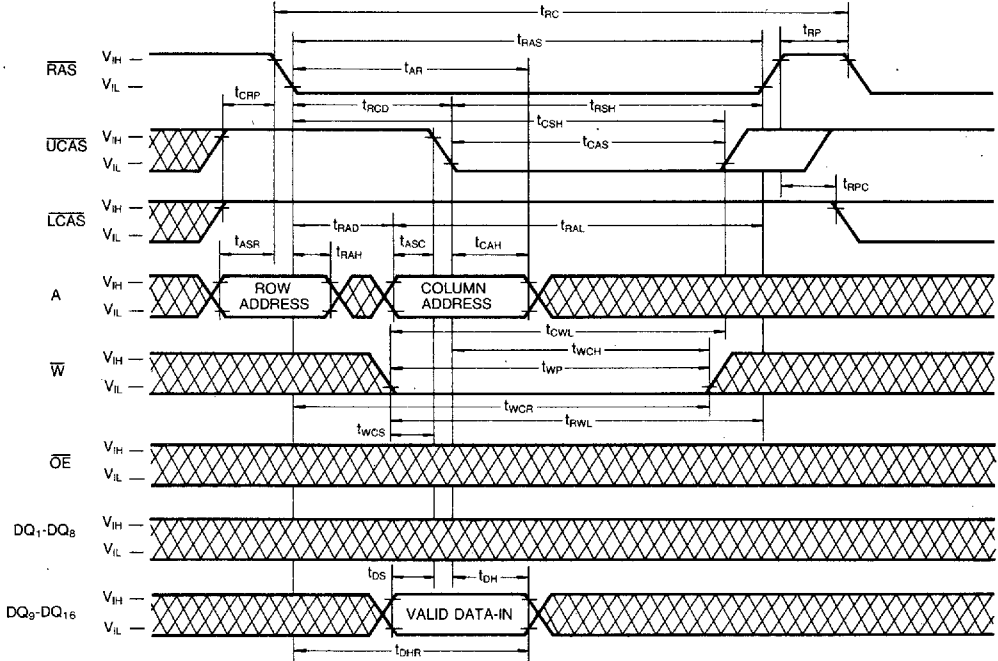 tRC
tRAS
tRP
RAS
VIH
VIL
tAR
tCRP
tRCD
tRSH
tCSH
UCAS
VIH
VIL
tCAS
tRPC
LCAS
VIH
VIL
tRAD
tRAL
tASR
tRAH
tASC
tCAH
A
VIH
VIL
ROW
ADDRESS
COLUMN
ADDRESS
tCWL
tWCH
W
VIH
VIL
tWP
tWCR
tRWL
tWCS
OE
VIH
VIL
DQ1-DQ8
VIH
VIL
tDS
tDH
DQ9-DQ16
VIH
VIL
VALID DATA-IN
tDHR